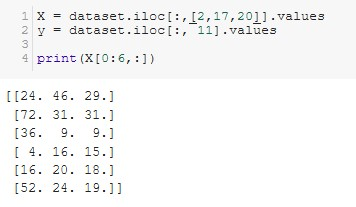 1 X = dataset.iloc[:,[2,17,20]].values
2 y = dataset.iloc[:, 11].values
3
4 print(X[0:6,:])
[[24. 46. 29.]
[72. 31. 31.]
[36. 9. 9.]
[ 4. 16. 15.]
[16. 20. 18.]
[52. 24. 19.]]